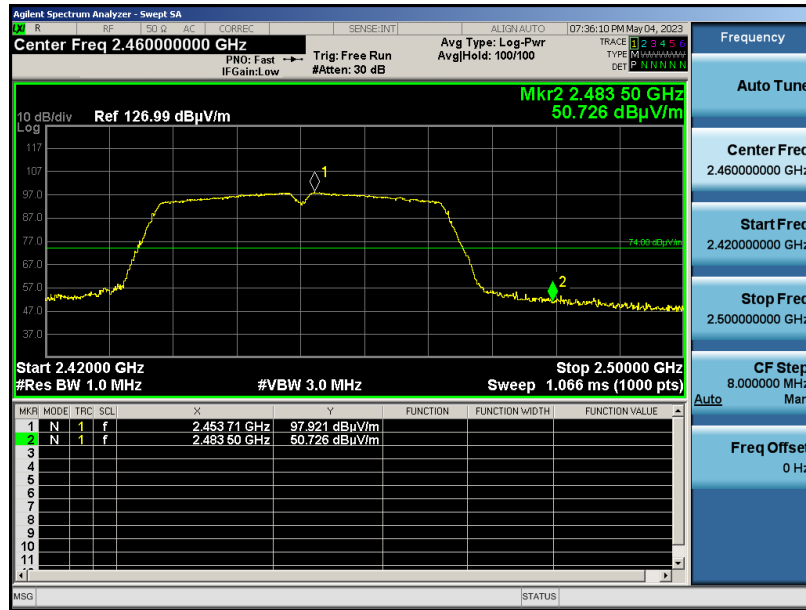 Agilent Spectrum Analyzer - Swept SA
LXI R RF 50 Ω AC CORREC SENSE:INT ALIGN AUTO 07:36:10 PM May 04, 2023
Center Freq 2.460000000 GHz
PNO: Fast
IFGain:Low
Trig: Free Run
#Atten: 30 dB
Avg Type: Log-Pwr
Avg|Hold: 100/100
TRACE 1 2 3 4 5 6
TYPE MWWWWW
DET P N N N N N
Mkr2 2.483 50 GHz
50.726 dBµV/m
10 dB/div Ref 126.99 dBµV/m
Log
117
107
97.0
87.0
77.0
67.0
57.0
47.0
37.0
1
2
74.00 dBµV/m
Start 2.42000 GHz Stop 2.50000 GHz
#Res BW 1.0 MHz #VBW 3.0 MHz Sweep 1.066 ms (1000 pts)
MKR MODE TRC SCL X Y FUNCTION FUNCTION WIDTH FUNCTION VALUE
1 N 1 f 2.453 71 GHz 97.921 dBµV/m
2 N 1 f 2.483 50 GHz 50.726 dBµV/m
3
4
5
6
7
8
9
10
11
MSG STATUS
Frequency
Auto Tune
Center Freq
2.460000000 GHz
Start Freq
2.420000000 GHz
Stop Freq
2.500000000 GHz
CF Step
8.000000 MHz
Auto Man
Freq Offset
0 Hz